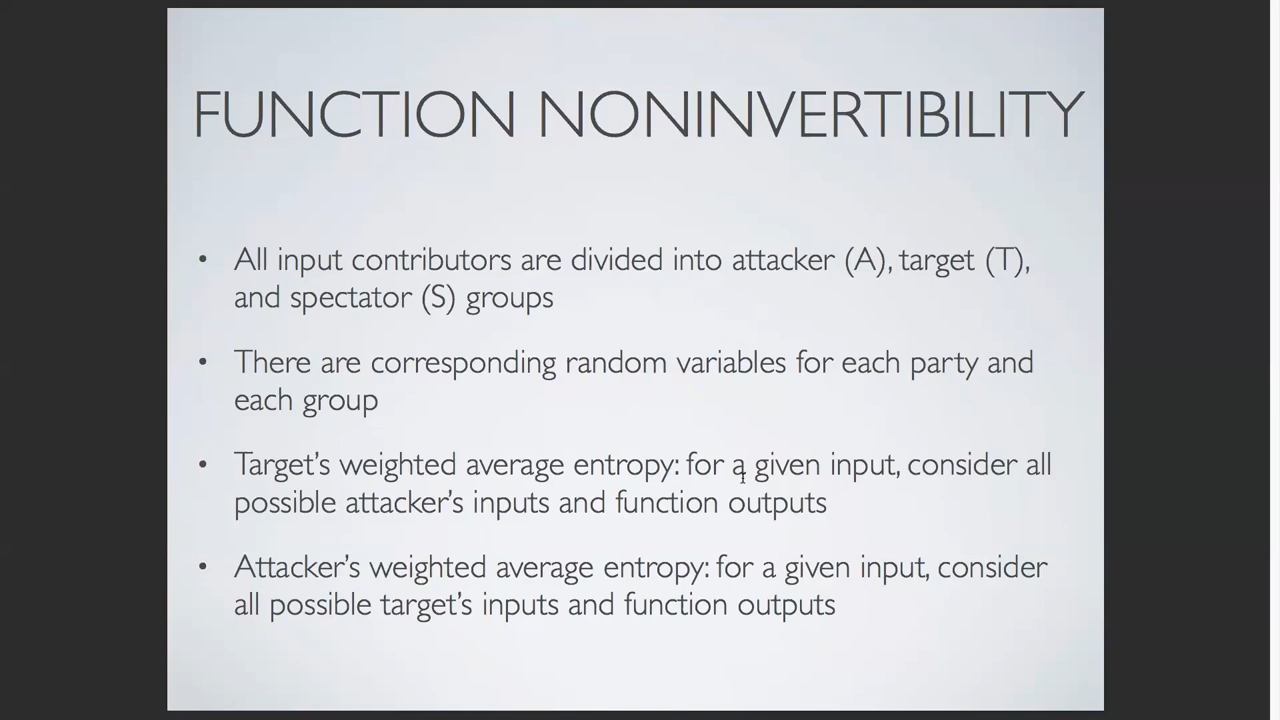 FUNCTION NONINVERTIBILITY
• All input contributors are divided into attacker (A), target (T),
and spectator (S) groups
• There are corresponding random variables for each party and
each group
• Target’s weighted average entropy: for a given input, consider all
possible attacker’s inputs and function outputs
• Attacker’s weighted average entropy: for a given input, consider
all possible target’s inputs and function outputs